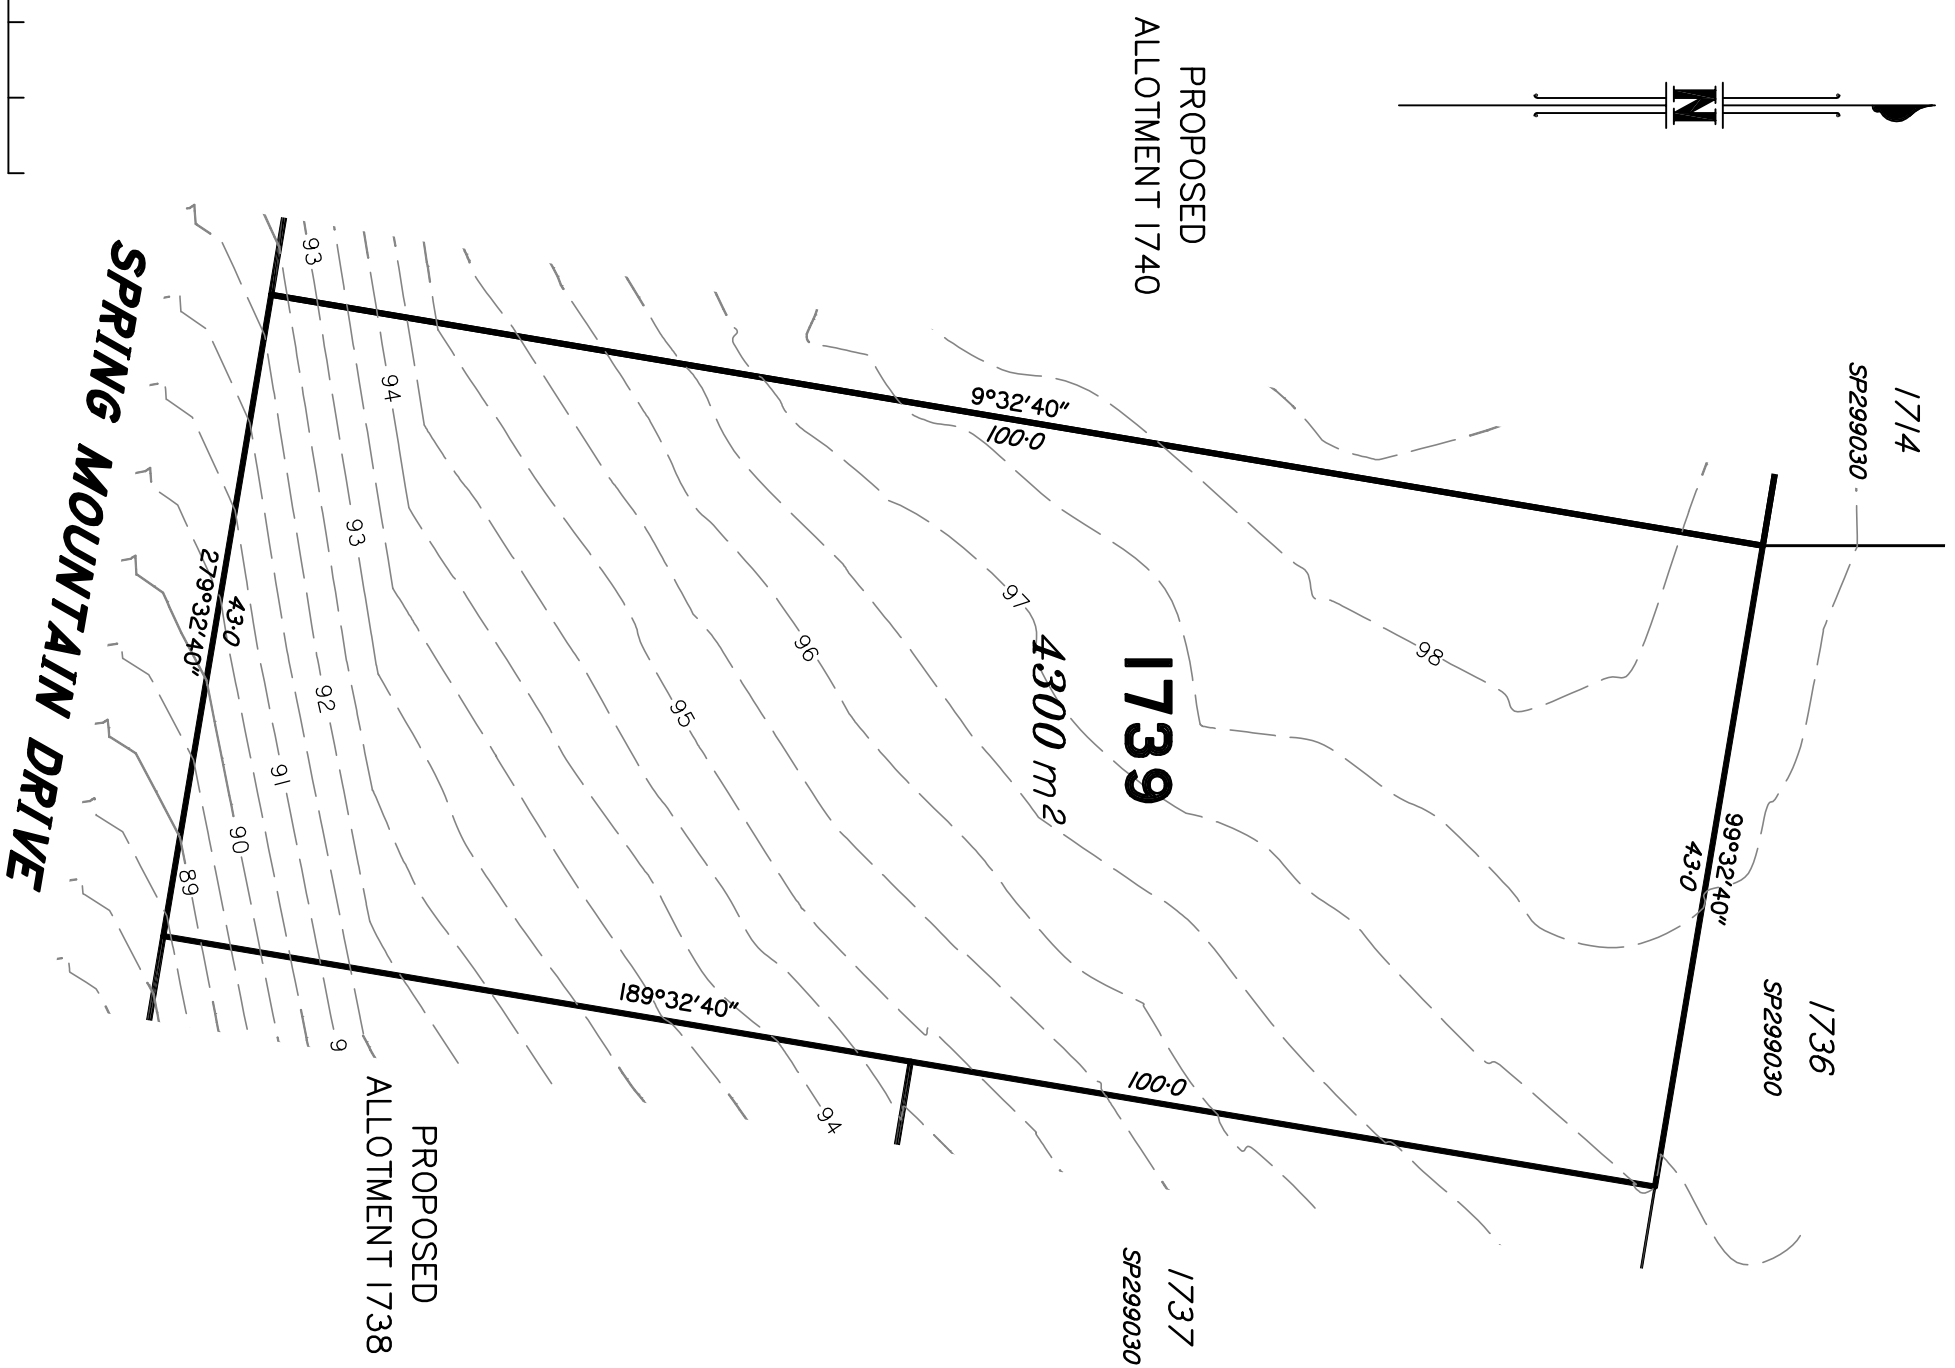 N
PROPOSED
ALLOTMENT 1740
1714
SP299030
9°32'40"
100·0
99°32'40"
43·0
1739
4300 m2
98
97
96
95
94
93
93
92
91
90
89
9
94
279°32'40"
43·0
189°32'40"
100·0
1736
SP299030
1737
SP299030
PROPOSED
ALLOTMENT 1738
SPRING MOUNTAIN DRIVE